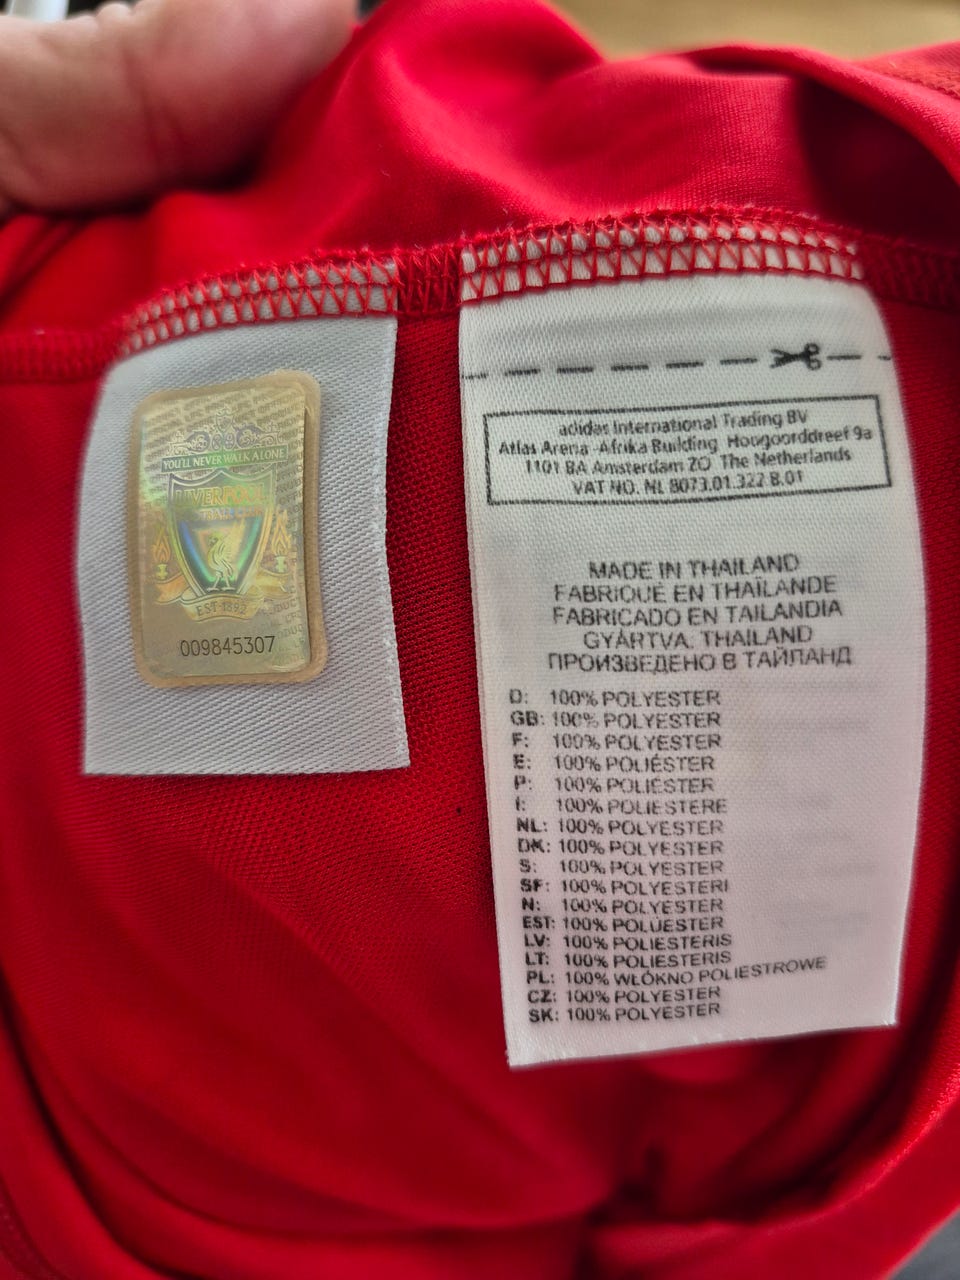 YOU'LL NEVER WALK ALONE
LIVERPOOL
FOOTBALL CLUB
EST·1892
009845307
adidas International Trading BV
Atlas Arena -Afrika Building Hoogoorddreef 9a
1101 BA Amsterdam ZO The Netherlands
VAT NO. NL 8073.01.322.B.01
MADE IN THAILAND
FABRIQUÉ EN THAÏLANDE
FABRICADO EN TAILANDIA
GYÁRTVA: THAILAND
ПРОИЗВЕДЕНО В ТАЙЛАНД
D: 100% POLYESTER
GB: 100% POLYESTER
F: 100% POLYESTER
E: 100% POLIÉSTER
P: 100% POLIÉSTER
I: 100% POLIESTERE
NL: 100% POLYESTER
DK: 100% POLYESTER
S: 100% POLYESTER
SF: 100% POLYESTERI
N: 100% POLYESTER
EST: 100% POLÜESTER
LV: 100% POLIESTERIS
LT: 100% POLIESTERIS
PL: 100% WŁÓKNO POLIESTROWE
CZ: 100% POLYESTER
SK: 100% POLYESTER